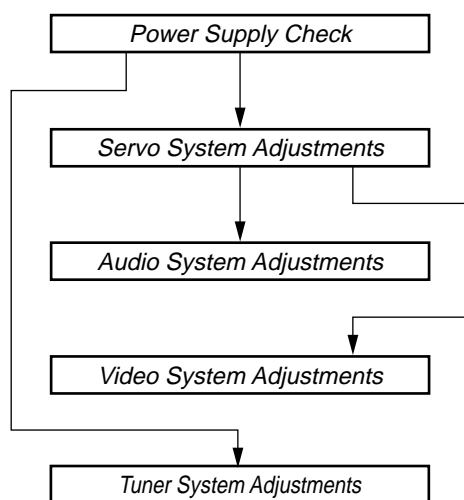 Power Supply Check
Servo System Adjustments
Audio System Adjustments
Video System Adjustments
Tuner System Adjustments